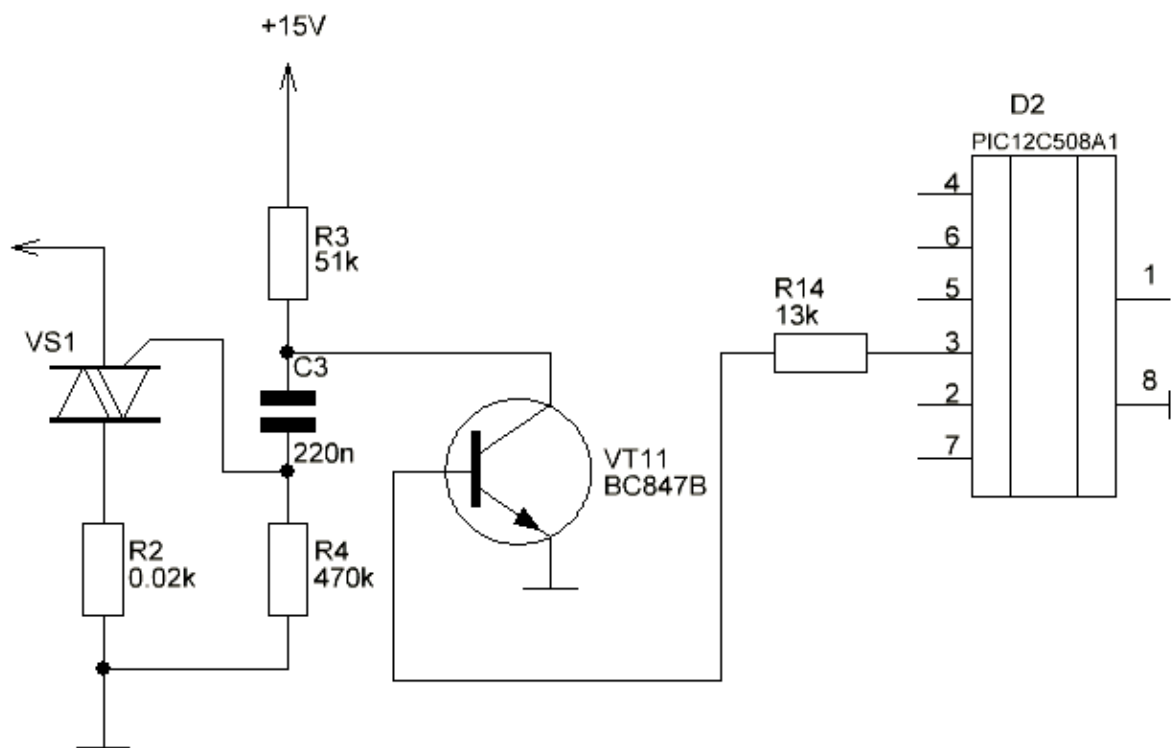 +15V
D2
PIC12C508A1
4
R3
51k
6
5
1
R14
13k
VS1
C3
3
2
8
220n
VT11
BC847B
7
R2
0.02k
R4
470k